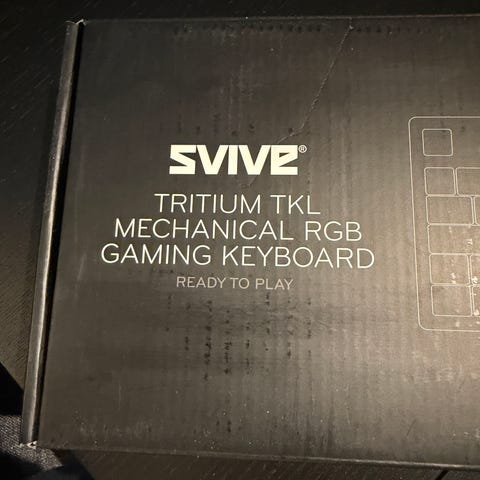 SVIVE®
TRITIUM TKL
MECHANICAL RGB
GAMING KEYBOARD
READY TO PLAY